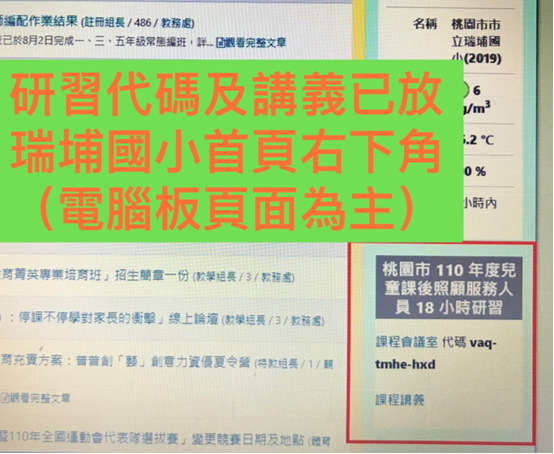 師編配作業結果 (註冊組長 / 486 / 教務處)
已於8月2日完成一、三、五年級常態編班，詳... 觀看完整文章
研習代碼及講義已放
瑞埔國小首頁右下角
（電腦板頁面為主）
育菁英專業培育班」招生簡章一份 (教學組長 / 3 / 教務處)
：停課不停學對家長的衝擊」線上論壇 (教學組長 / 3 / 教務處)
育充實方案：普普創「藝」創意力資優夏令營 (特教組長 / 1 / 輔
觀看完整文章
暨110年全國運動會代表隊選拔賽」變更競賽日期及地點 (體育
名稱 桃園市市
立瑞埔國
小(2019)
6
g/m³
5.2 °C
0 %
小時內
桃園市 110 年度兒
童課後照顧服務人
員 18 小時研習
課程會議室 代碼 vaq-
tmhe-hxd
課程講義